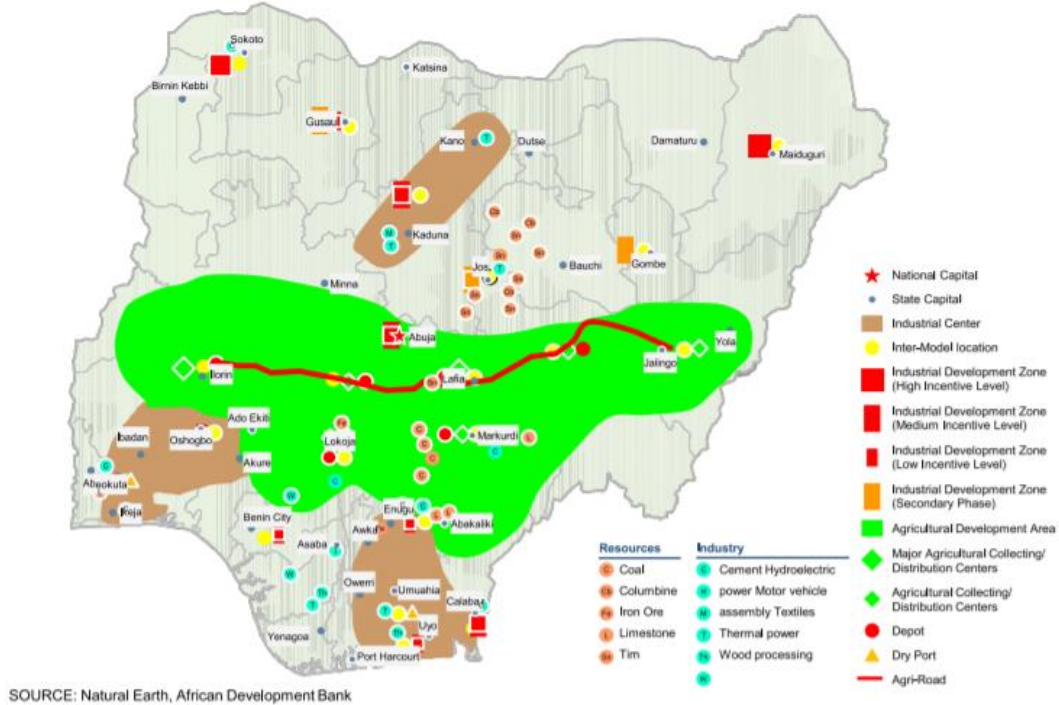 Sokoto
Katsina
Birnin Kebbi
Gusau
Kano
Dutse
Damaturu
Maiduguri
Kaduna
Gombe
Jos
Bauchi
Minna
Abuja
Yola
Jalingo
Ilorin
Lafia
Ado Ekiti
Ibadan
Oshogbo
Lokoja
Markurdi
Akure
Abeokuta
Ikeja
Benin City
Enugu
Abakaliki
Awka
Asaba
Owerri
Umuahia
Calabar
Uyo
Yenagoa
Port Harcourt
National Capital
State Capital
Industrial Center
Inter-Model location
Industrial Development Zone
(High Incentive Level)
Industrial Development Zone
(Medium Incentive Level)
Industrial Development Zone
(Low Incentive Level)
Industrial Development Zone
(Secondary Phase)
Agricultural Development Area
Major Agricultural Collecting/
Distribution Centers
Agricultural Collecting/
Distribution Centers
Depot
Dry Port
Agri-Road
Resources
C Coal
Cb Columbine
Fe Iron Ore
L Limestone
Sn Tim
Industry
C Cement Hydroelectric
H power Motor vehicle
M assembly Textiles
T Thermal power
Th Wood processing
W
SOURCE: Natural Earth, African Development Bank